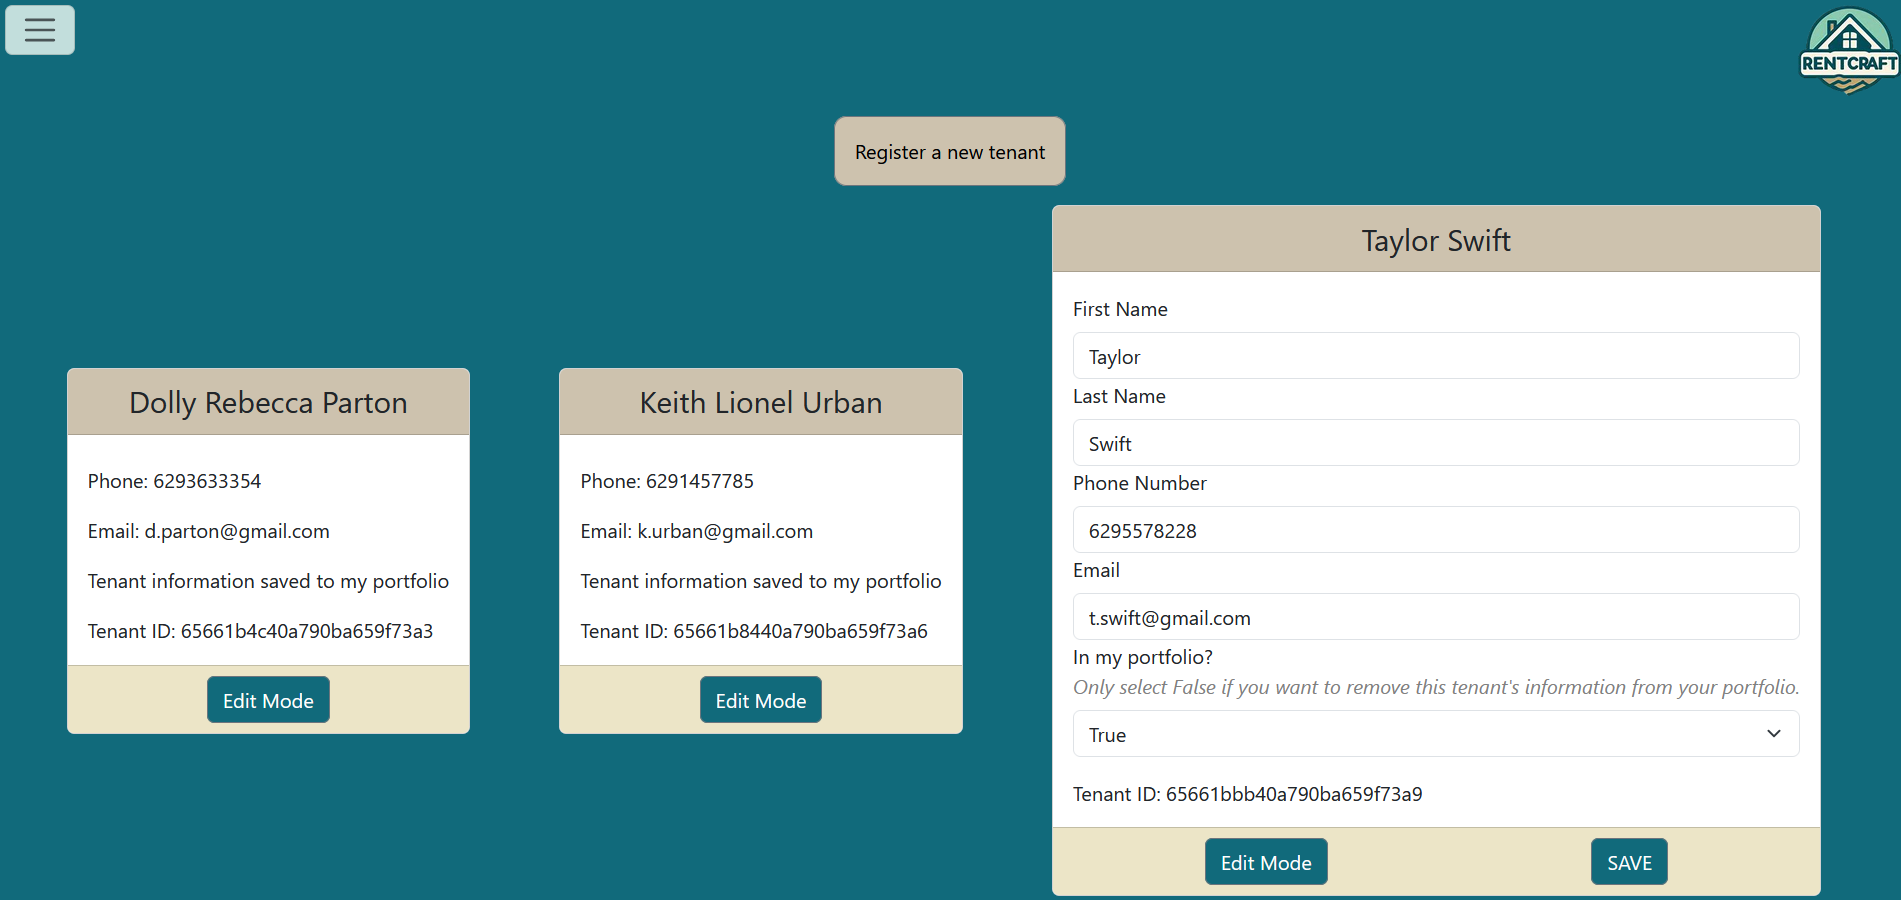 RENTCRAFT
Register a new tenant
Dolly Rebecca Parton
Phone: 6293633354
Email: d.parton@gmail.com
Tenant information saved to my portfolio
Tenant ID: 65661b4c40a790ba659f73a3
Edit Mode
Keith Lionel Urban
Phone: 6291457785
Email: k.urban@gmail.com
Tenant information saved to my portfolio
Tenant ID: 65661b8440a790ba659f73a6
Edit Mode
Taylor Swift
First Name
Taylor
Last Name
Swift
Phone Number
6295578228
Email
t.swift@gmail.com
In my portfolio?
Only select False if you want to remove this tenant's information from your portfolio.
True
Tenant ID: 65661bbb40a790ba659f73a9
Edit Mode
SAVE